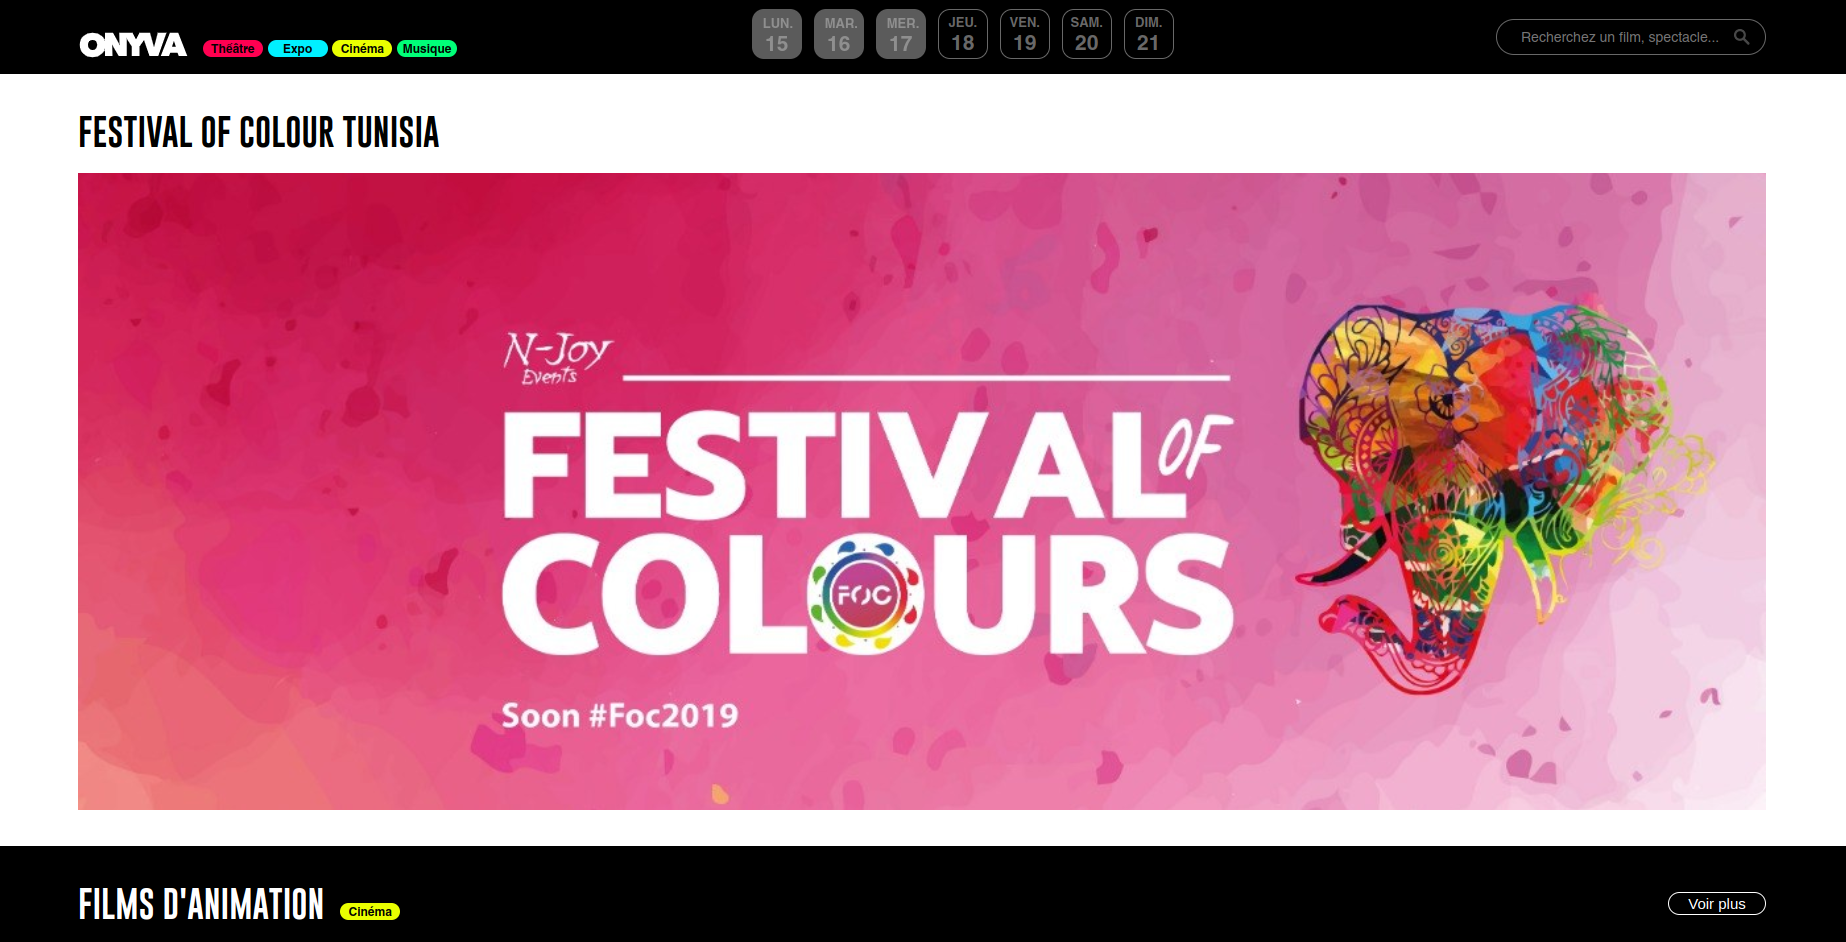 ONYVA Théâtre Expo Cinéma Musique
LUN. MAR. MER. JEU. VEN. SAM. DIM.
15 16 17 18 19 20 21
Recherchez un film, spectacle...
FESTIVAL OF COLOUR TUNISIA
N-Joy
Events
FESTIVAL OF
COLOURS
FOC
Soon #Foc2019
FILMS D'ANIMATION Cinéma Voir plus